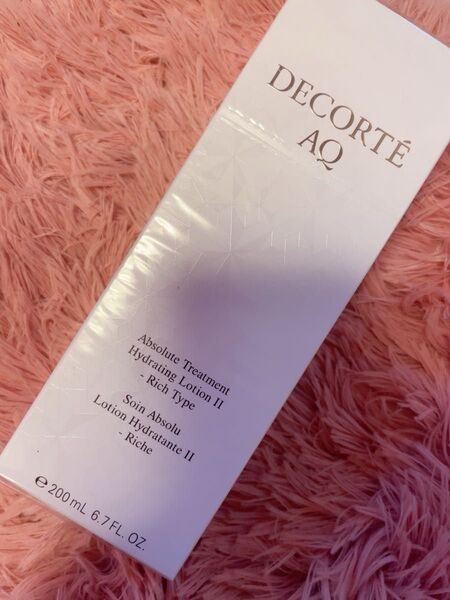 DECORTÉ
AQ
Absolute Treatment
Hydrating Lotion II
- Rich Type
Soin Absolu
Lotion Hydratante II
- Riche
℮ 200 mL 6.7 FL. OZ.